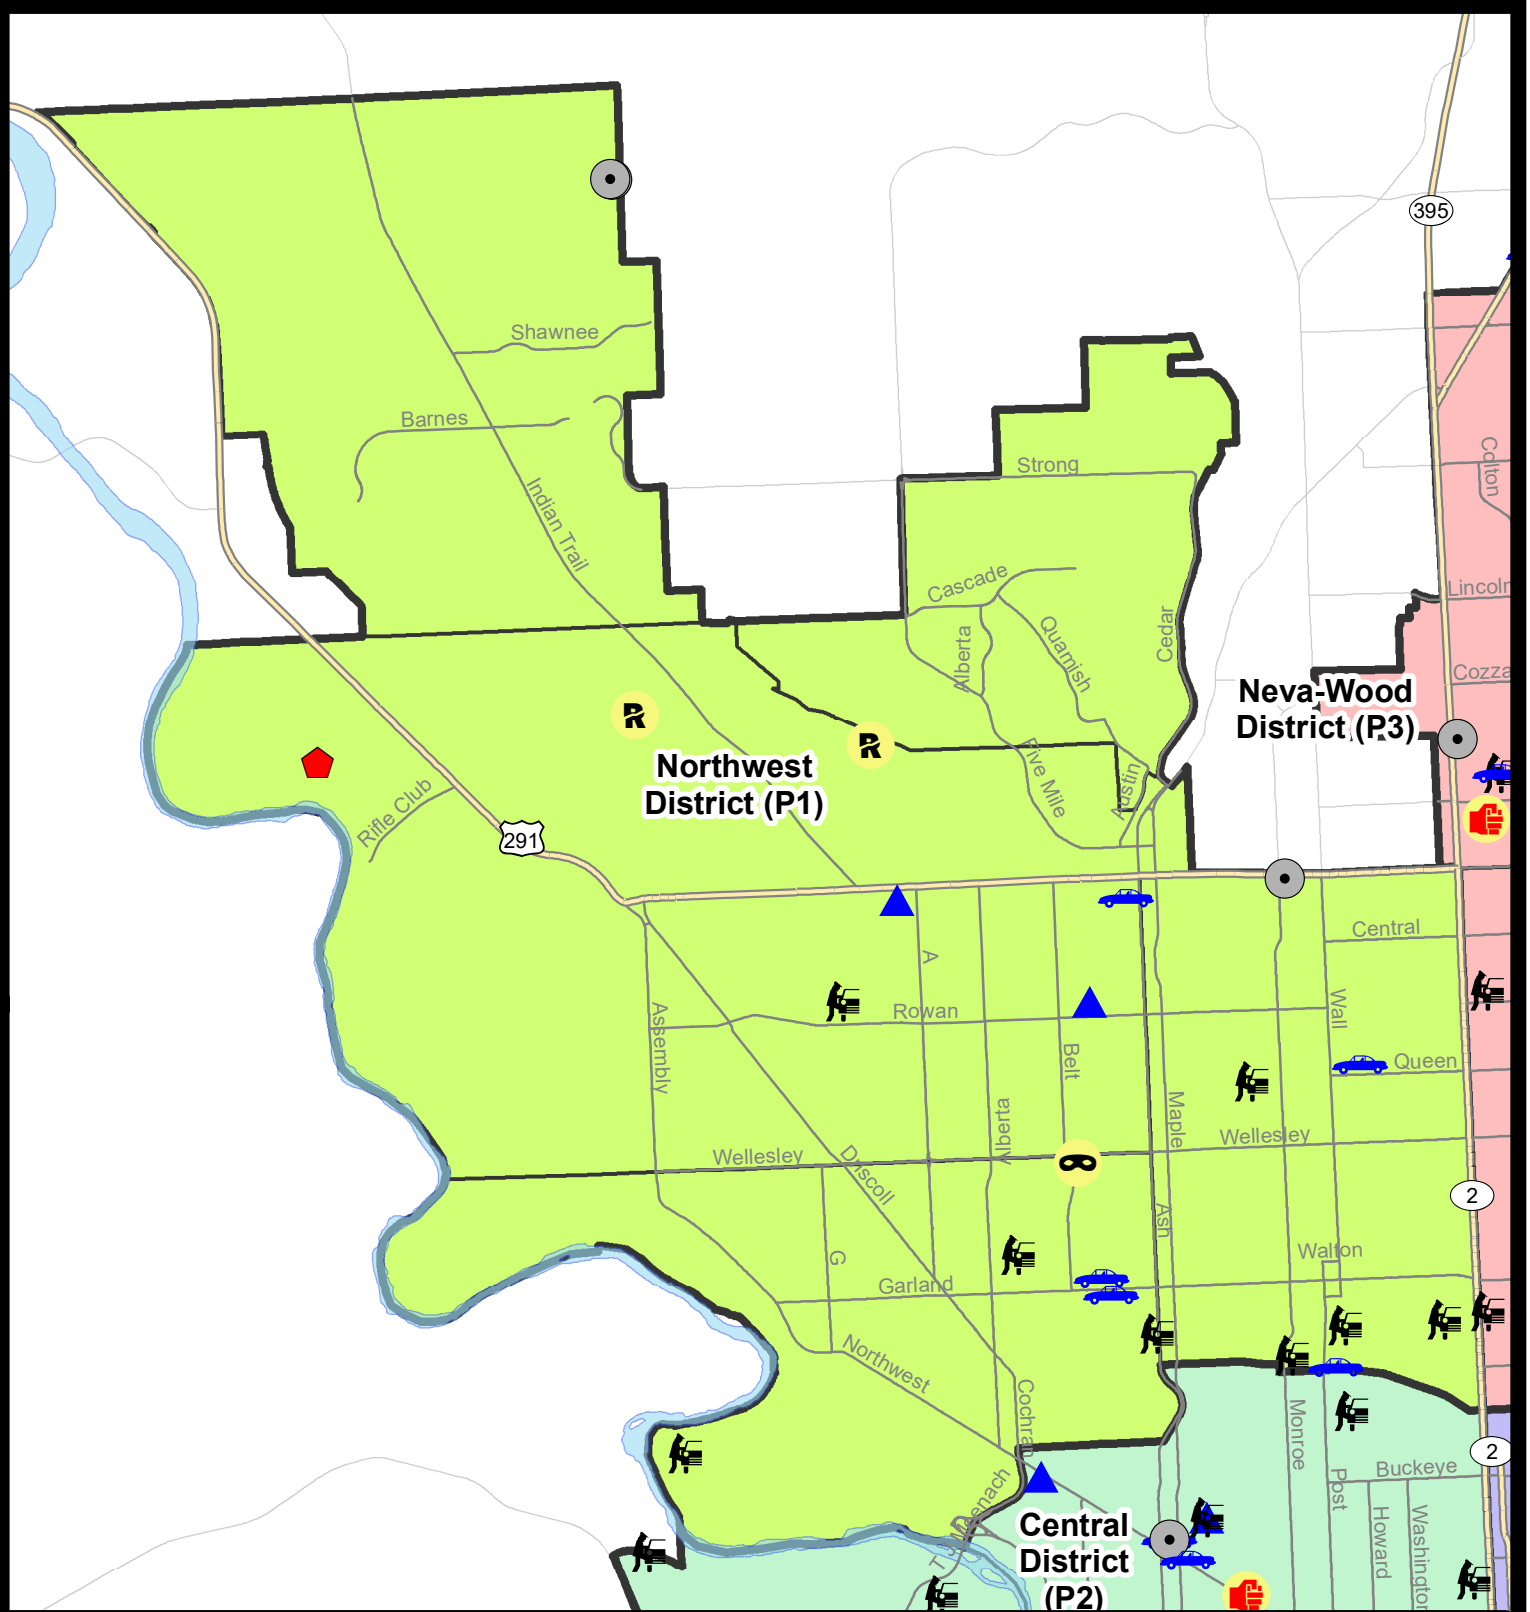 395
Shawnee
Barnes
Colton
Strong
Indian Trail
Cascade
Lincoln
Alberta
Quamish
Cedar
Cozza
Neva-Wood
District (P3)
R
R
Northwest
District (P1)
Five Mile
Austin
Rifle Club
291
Central
A
Assembly
Rowan
Wall
Belt
Queen
Alberta
Maple
Wellesley
Wellesley
Driscoll
2
Ash
G
Walton
Garland
Northwest
Cochran
Monroe
2
Buckeye
Post
Howard
Washington
Central
District
(P2)